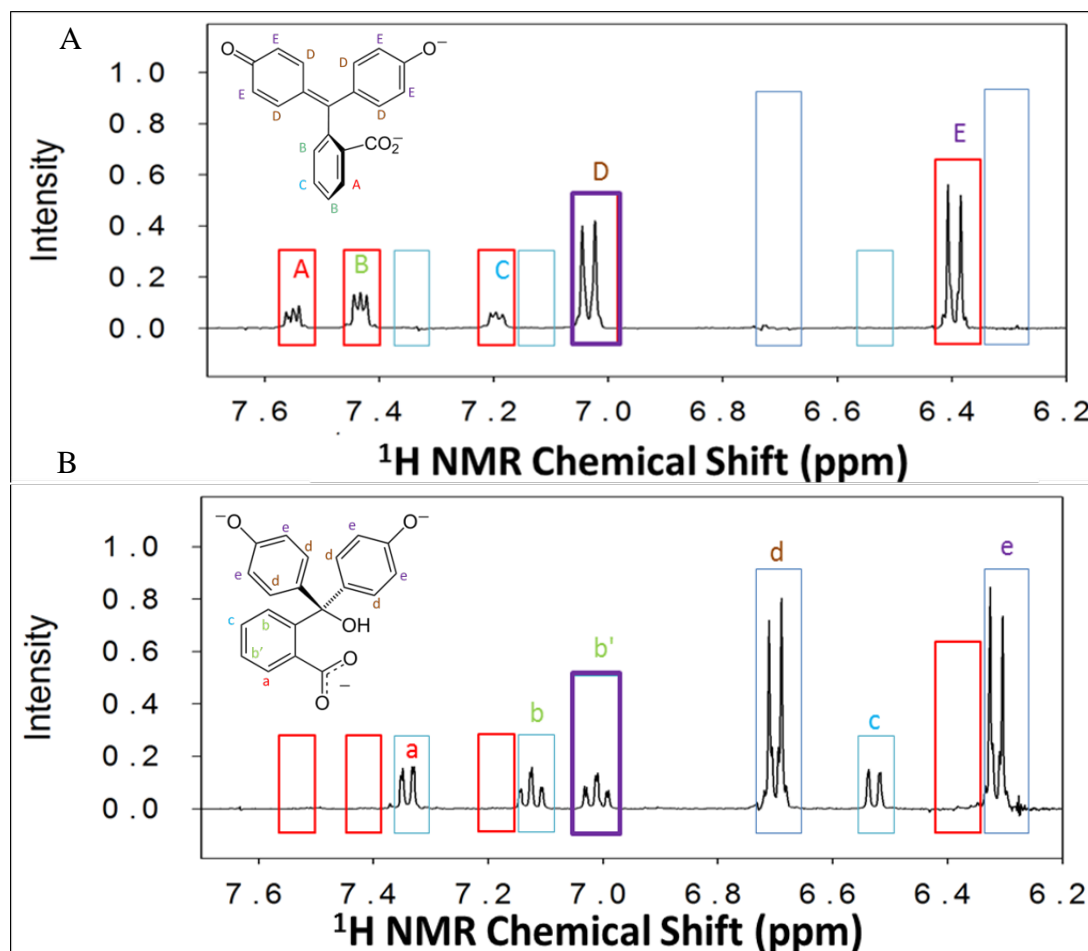 A
O
E
D
D
E
O⁻
E
D
D
E
B
CO₂⁻
C
A
B
Intensity
1.0
0.8
0.6
0.4
0.2
0.0
A
B
C
D
E
7.6 7.4 7.2 7.0 6.8 6.6 6.4 6.2
¹H NMR Chemical Shift (ppm)
B
⁻O
e
d
e
d
d
e
O⁻
e
d
c
b
OH
b'
a
O
O
−
Intensity
1.0
0.8
0.6
0.4
0.2
0.0
a
b
b'
d
c
e
7.6 7.4 7.2 7.0 6.8 6.6 6.4 6.2
¹H NMR Chemical Shift (ppm)